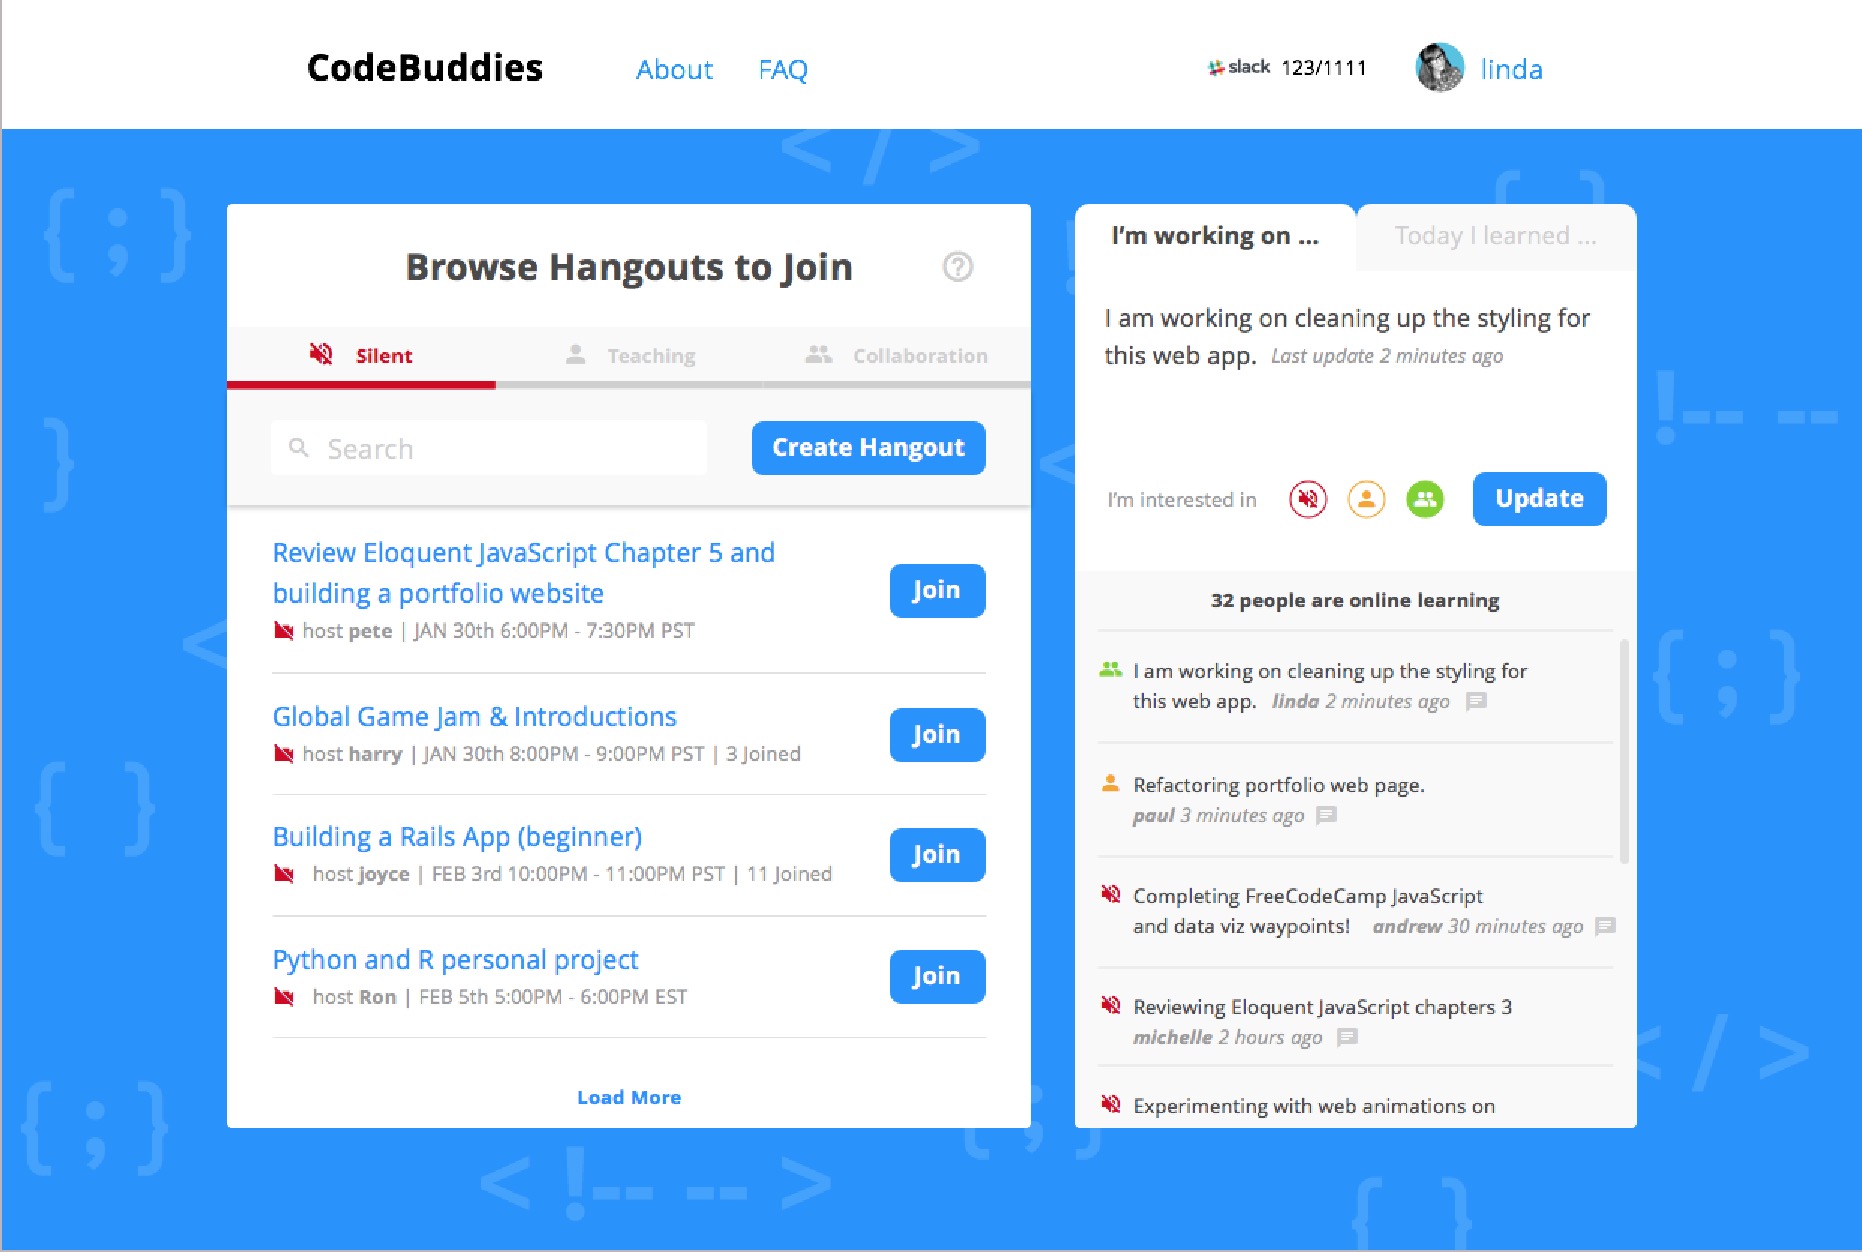 CodeBuddies
About
FAQ
slack 123/1111
linda
Browse Hangouts to Join
Silent
Teaching
Collaboration
Search
Create Hangout
Review Eloquent JavaScript Chapter 5 and
building a portfolio website
host pete | JAN 30th 6:00PM - 7:30PM PST
Join
Global Game Jam & Introductions
host harry | JAN 30th 8:00PM - 9:00PM PST | 3 Joined
Join
Building a Rails App (beginner)
host joyce | FEB 3rd 10:00PM - 11:00PM PST | 11 Joined
Join
Python and R personal project
host Ron | FEB 5th 5:00PM - 6:00PM EST
Join
Load More
I'm working on ...
Today I learned ...
I am working on cleaning up the styling for
this web app. Last update 2 minutes ago
I'm interested in
Update
32 people are online learning
I am working on cleaning up the styling for
this web app. linda 2 minutes ago
Refactoring portfolio web page.
paul 3 minutes ago
Completing FreeCodeCamp JavaScript
and data viz waypoints! andrew 30 minutes ago
Reviewing Eloquent JavaScript chapters 3
michelle 2 hours ago
Experimenting with web animations on